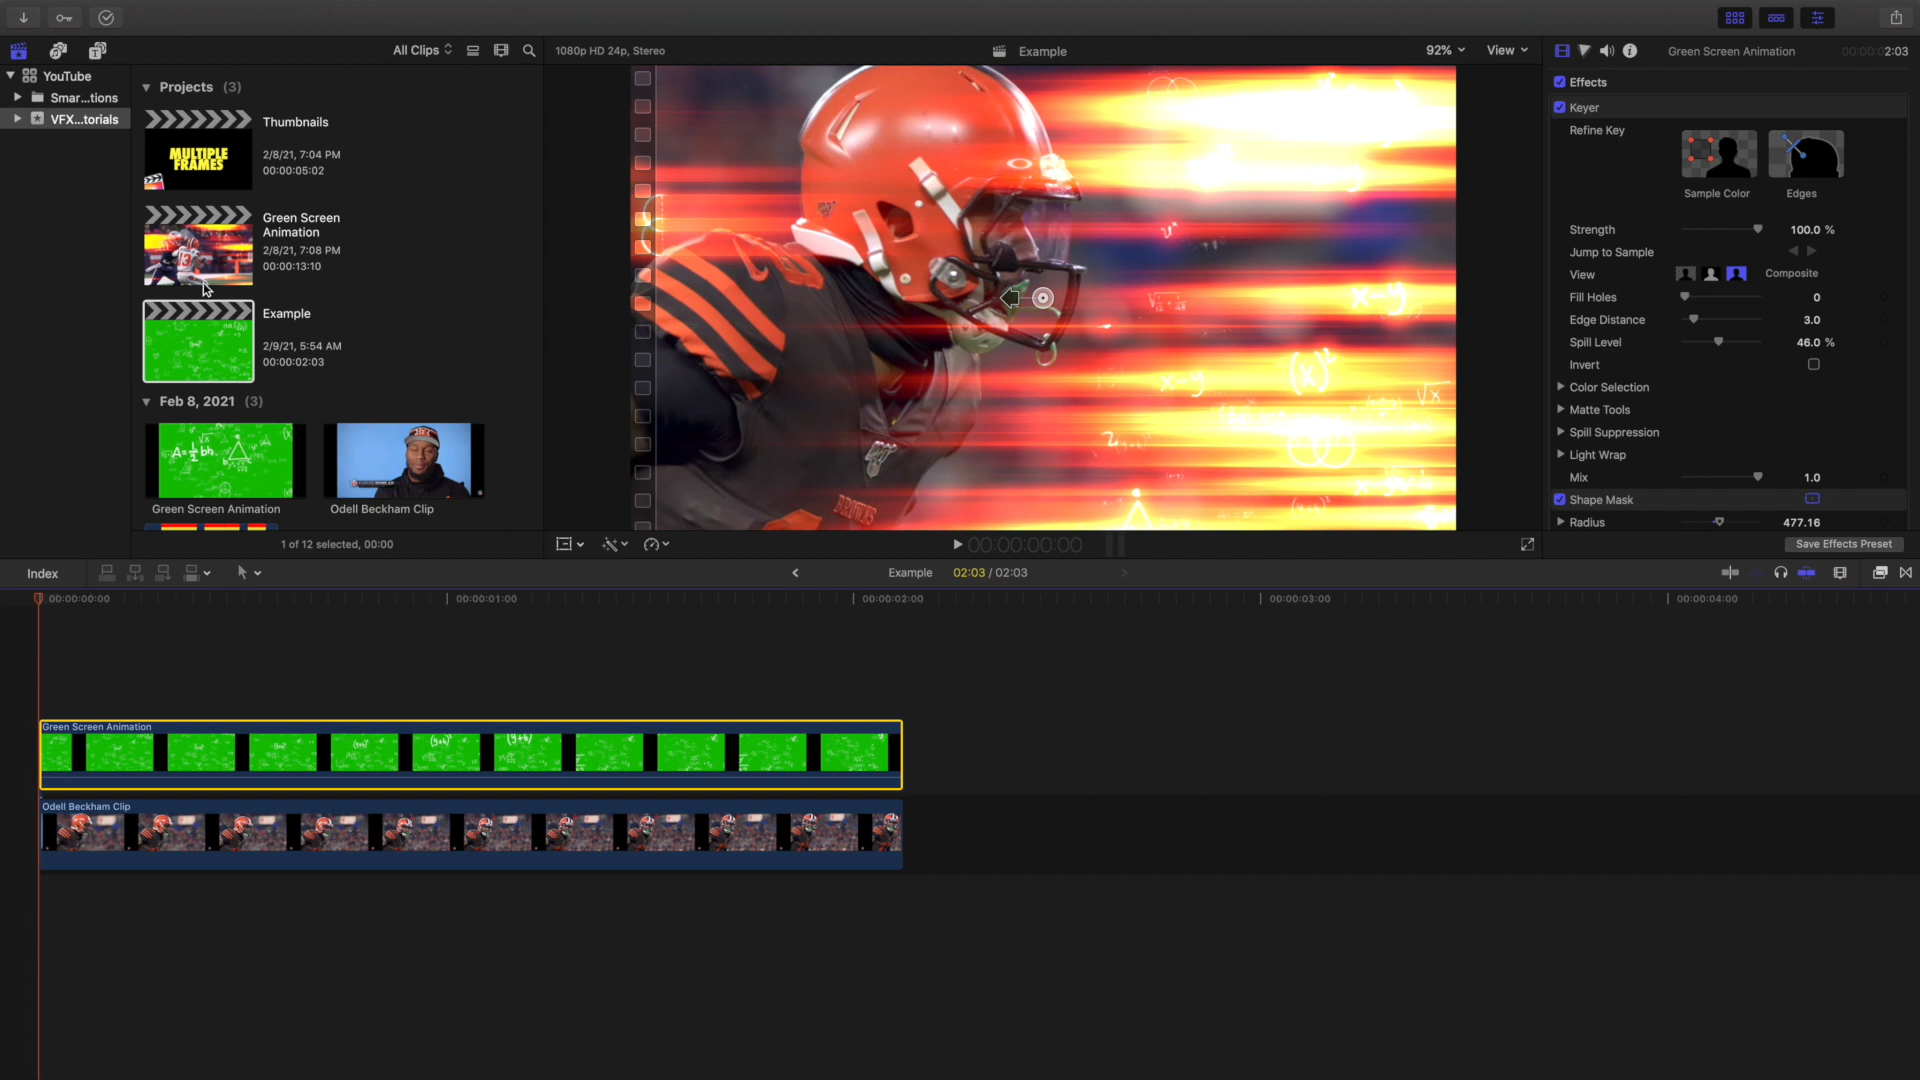 All Clips
1080p HD 24p, Stereo
Example
92%
View
Green Screen Animation
00:00:02:03
YouTube
Smar...tions
VFX...torials
Projects (3)
MULTIPLE
FRAMES
Thumbnails
2/8/21, 7:04 PM
00:00:05:02
Green Screen
Animation
2/8/21, 7:08 PM
00:00:13:10
Example
2/9/21, 5:54 AM
00:00:02:03
Feb 8, 2021 (3)
Green Screen Animation
Odell Beckham Clip
1 of 12 selected, 00:00
BROWNS
Effects
Keyer
Refine Key
Sample Color
Edges
Strength
100.0 %
Jump to Sample
View
Composite
Fill Holes
0
Edge Distance
3.0
Spill Level
46.0 %
Invert
Color Selection
Matte Tools
Spill Suppression
Light Wrap
Mix
1.0
Shape Mask
Radius
477.16
Save Effects Preset
00:00:00:00
Index
Example
02:03 / 02:03
00:00:00:00
00:00:01:00
00:00:02:00
00:00:03:00
00:00:04:00
Green Screen Animation
Odell Beckham Clip